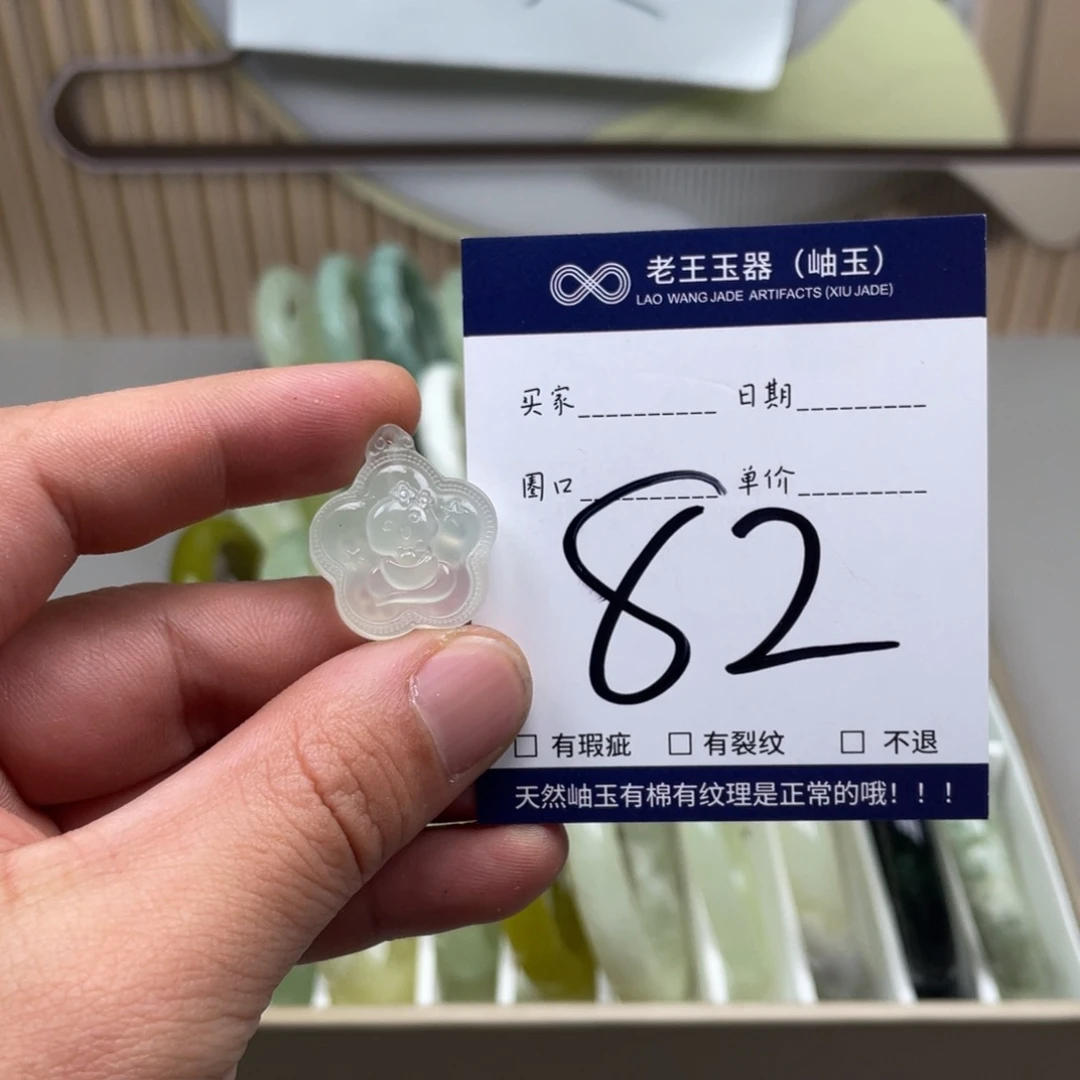 老王玉器（岫玉）
LAO WANG JADE ARTIFACTS (XIU JADE)
买家__________ 日期_________
圈口__________ 单价_________
82
□ 有瑕疵 □ 有裂纹 □ 不退
天然岫玉有棉有纹理是正常的哦！！！